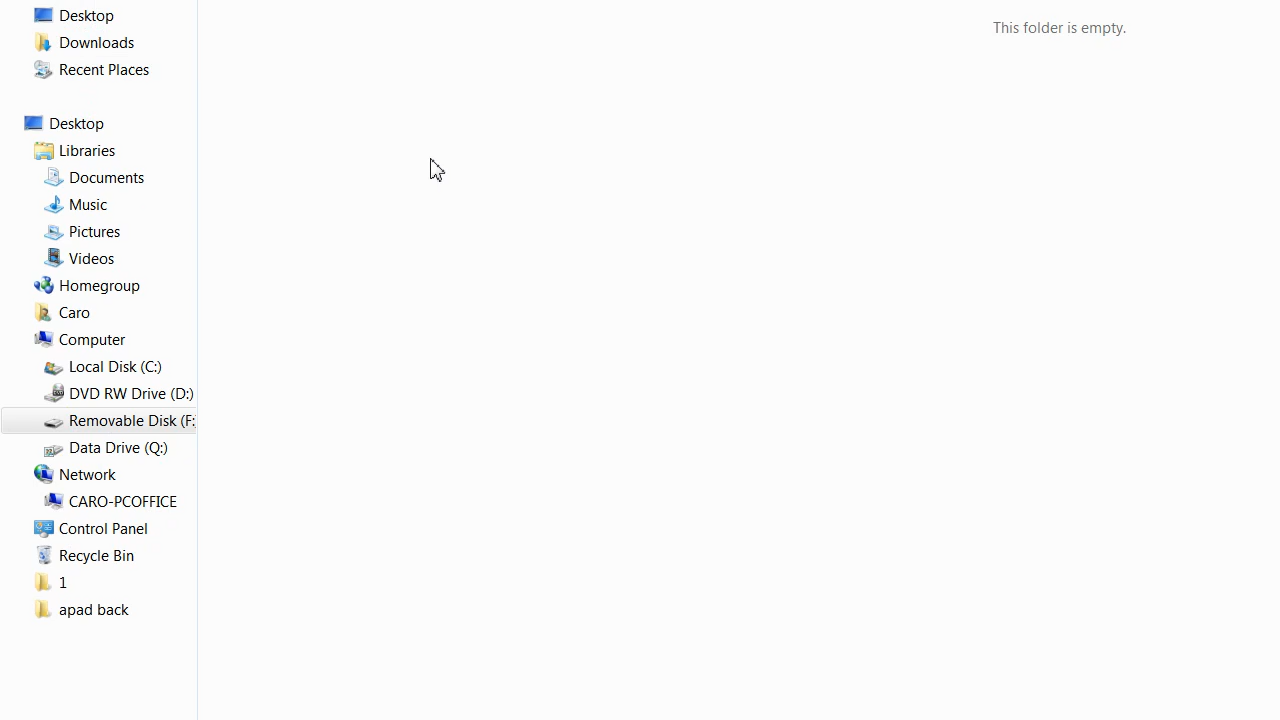 Desktop
Downloads
Recent Places
Desktop
Libraries
Documents
Music
Pictures
Videos
Homegroup
Caro
Computer
Local Disk (C:)
DVD RW Drive (D:)
Removable Disk (F:
Data Drive (Q:)
Network
CARO-PCOFFICE
Control Panel
Recycle Bin
1
apad back
This folder is empty.